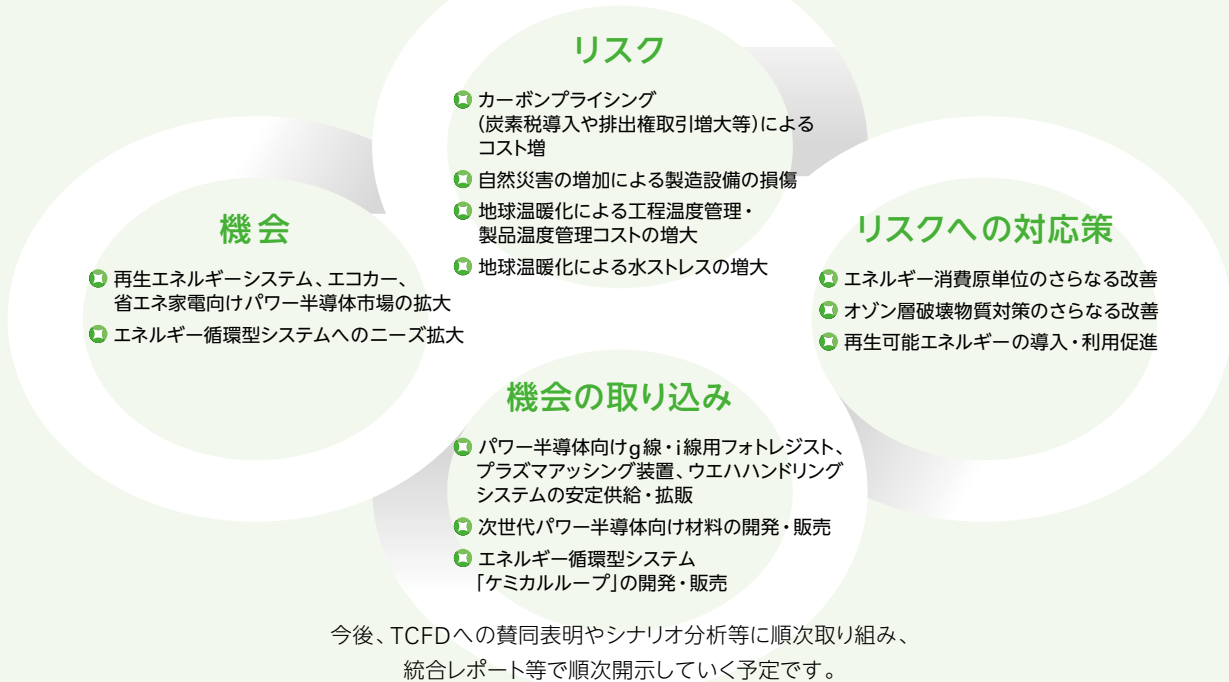 リスク
カーボンプライシング
(炭素税導入や排出権取引増大等)による
コスト増
自然災害の増加による製造設備の損傷
地球温暖化による工程温度管理・
製品温度管理コストの増大
地球温暖化による水ストレスの増大
機会
再生エネルギーシステム、エコカー、
省エネ家電向けパワー半導体市場の拡大
エネルギー循環型システムへのニーズ拡大
リスクへの対応策
エネルギー消費原単位のさらなる改善
オゾン層破壊物質対策のさらなる改善
再生可能エネルギーの導入・利用促進
機会の取り込み
パワー半導体向けg線・i線用フォトレジスト、
プラズマアッシング装置、ウエハハンドリング
システムの安定供給・拡販
次世代パワー半導体向け材料の開発・販売
エネルギー循環型システム
「ケミカルループ」の開発・販売
今後、TCFDへの賛同表明やシナリオ分析等に順次取り組み、
統合レポート等で順次開示していく予定です。